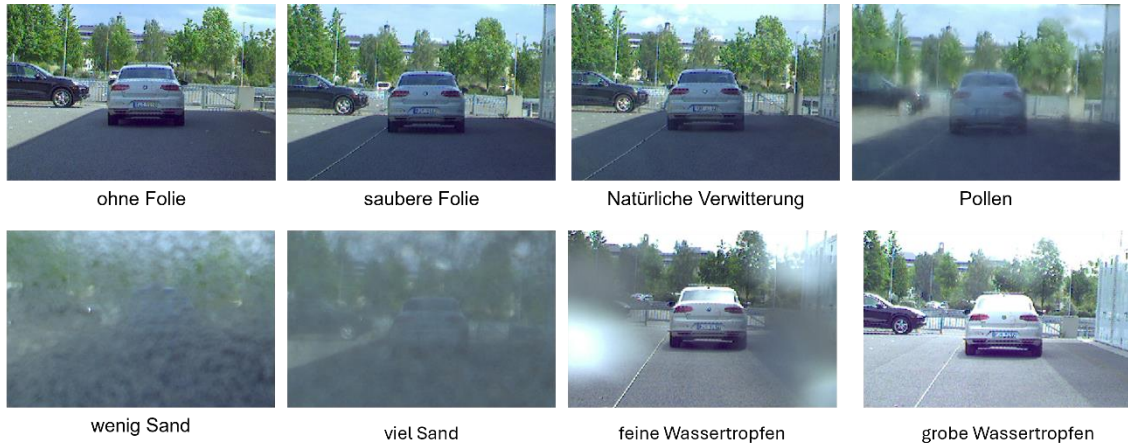 ohne Folie
saubere Folie
Natürliche Verwitterung
Pollen
wenig Sand
viel Sand
feine Wassertropfen
grobe Wassertropfen